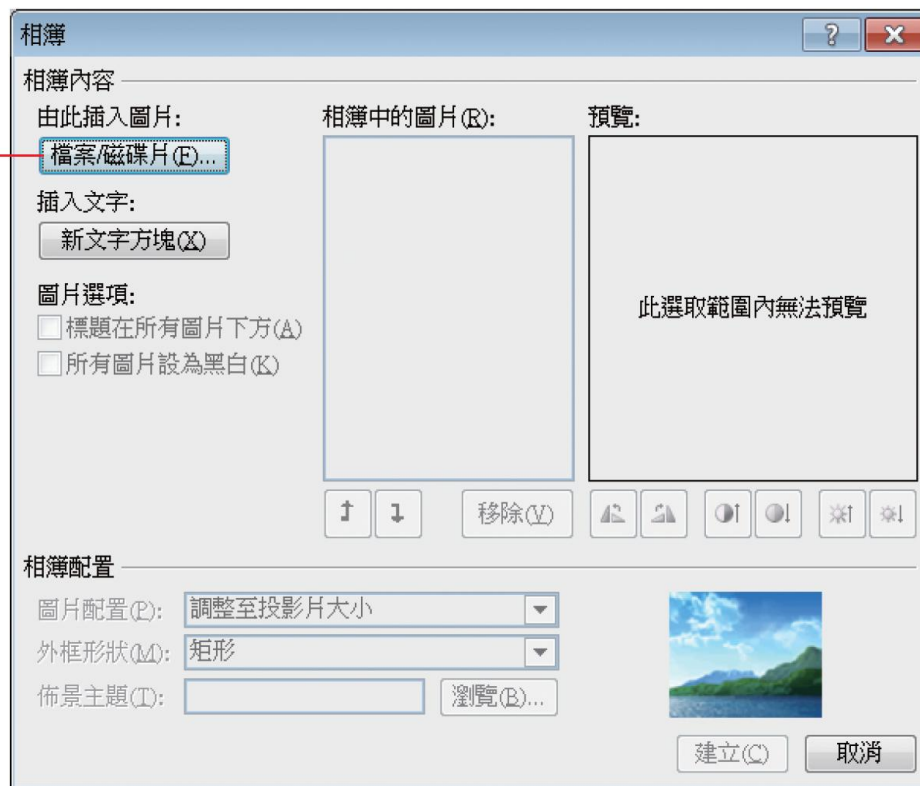 相簿
相簿內容
由此插入圖片:
檔案/磁碟片(F)...
插入文字:
新文字方塊(X)
圖片選項:
標題在所有圖片下方(A)
所有圖片設為黑白(K)
相簿中的圖片(R):
移除(V)
預覽:
此選取範圍內無法預覽
相簿配置
圖片配置(P): 調整至投影片大小
外框形狀(M): 矩形
佈景主題(T): 瀏覽(B)...
建立(C) 取消